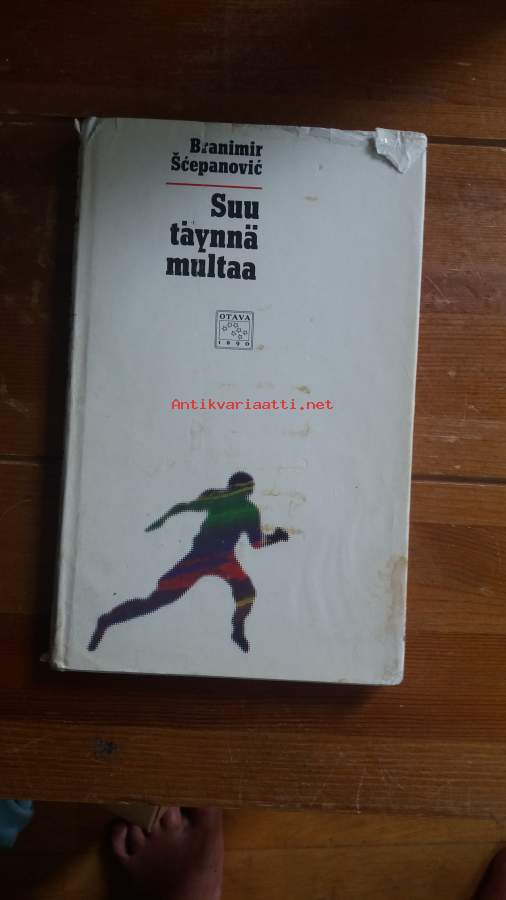 Branimir
Šćepanović
Suu
täynnä
multaa
OTAVA
1890
Antikvariaatti.net